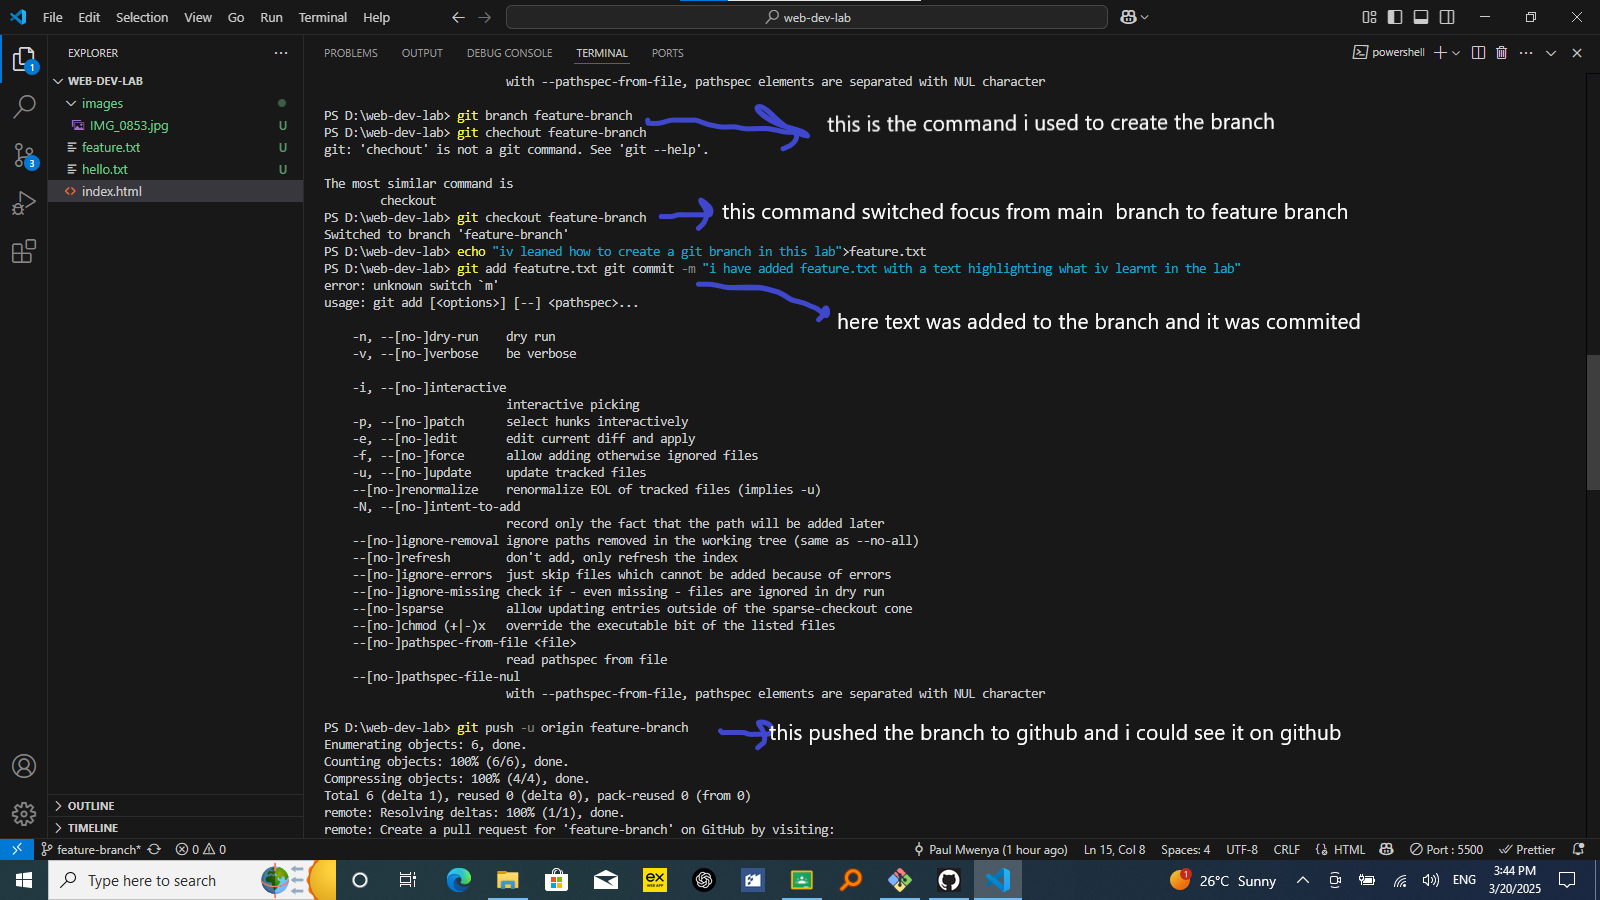 File Edit Selection View Go Run Terminal Help
web-dev-lab
EXPLORER
PROBLEMS OUTPUT DEBUG CONSOLE TERMINAL PORTS
powershell
WEB-DEV-LAB
images
IMG_0853.jpg U
feature.txt U
hello.txt U
index.html
1
3
with --pathspec-from-file, pathspec elements are separated with NUL character
PS D:\web-dev-lab> git branch feature-branch
this is the command i used to create the branch
PS D:\web-dev-lab> git chechout feature-branch
git: 'chechout' is not a git command. See 'git --help'.
The most similar command is
checkout
PS D:\web-dev-lab> git checkout feature-branch
this command switched focus from main branch to feature branch
Switched to branch 'feature-branch'
PS D:\web-dev-lab> echo "iv leaned how to create a git branch in this lab">feature.txt
PS D:\web-dev-lab> git add featutre.txt git commit -m "i have added feature.txt with a text highlighting what iv learnt in the lab"
error: unknown switch `m'
usage: git add [<options>] [--] <pathspec>...
here text was added to the branch and it was commited
-n, --[no-]dry-run dry run
-v, --[no-]verbose be verbose
-i, --[no-]interactive
interactive picking
-p, --[no-]patch select hunks interactively
-e, --[no-]edit edit current diff and apply
-f, --[no-]force allow adding otherwise ignored files
-u, --[no-]update update tracked files
--[no-]renormalize renormalize EOL of tracked files (implies -u)
-N, --[no-]intent-to-add
record only the fact that the path will be added later
--[no-]ignore-removal ignore paths removed in the working tree (same as --no-all)
--[no-]refresh don't add, only refresh the index
--[no-]ignore-errors just skip files which cannot be added because of errors
--[no-]ignore-missing check if - even missing - files are ignored in dry run
--[no-]sparse allow updating entries outside of the sparse-checkout cone
--[no-]chmod (+|-)x override the executable bit of the listed files
--[no-]pathspec-from-file <file>
read pathspec from file
--[no-]pathspec-file-nul
with --pathspec-from-file, pathspec elements are separated with NUL character
PS D:\web-dev-lab> git push -u origin feature-branch
this pushed the branch to github and i could see it on github
Enumerating objects: 6, done.
Counting objects: 100% (6/6), done.
Compressing objects: 100% (4/4), done.
Total 6 (delta 1), reused 0 (delta 0), pack-reused 0 (from 0)
remote: Resolving deltas: 100% (1/1), done.
remote: Create a pull request for 'feature-branch' on GitHub by visiting:
OUTLINE
TIMELINE
feature-branch* 0 0 Paul Mwenya (1 hour ago) Ln 15, Col 8 Spaces: 4 UTF-8 CRLF HTML Port : 5500 Prettier
Type here to search
ex
WEB APP
1
26°C Sunny
ENG
3:44 PM
3/20/2025